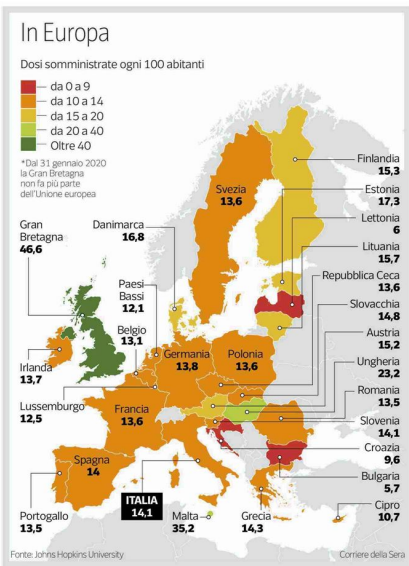 In Europa
Dosi somministrate ogni 100 abitanti
da 0 a 9
da 10 a 14
da 15 a 20
da 20 a 40
Oltre 40
*Dal 31 gennaio 2020
la Gran Bretagna
non fa più parte
dell'Unione europea
Finlandia
15,3
Svezia
13,6
Estonia
17,3
Gran
Bretagna
46,6
Danimarca
16,8
Lettonia
6
Lituania
15,7
Repubblica Ceca
13,6
Paesi
Bassi
12,1
Slovacchia
14,8
Belgio
13,1
Austria
15,2
Germania
13,8
Polonia
13,6
Ungheria
23,2
Irlanda
13,7
Romania
13,5
Lussemburgo
12,5
Francia
13,6
Slovenia
14,1
Croazia
9,6
Spagna
14
Bulgaria
5,7
ITALIA
14,1
Portogallo
13,5
Malta
35,2
Grecia
14,3
Cipro
10,7
Fonte: Johns Hopkins University
Corriere della Sera